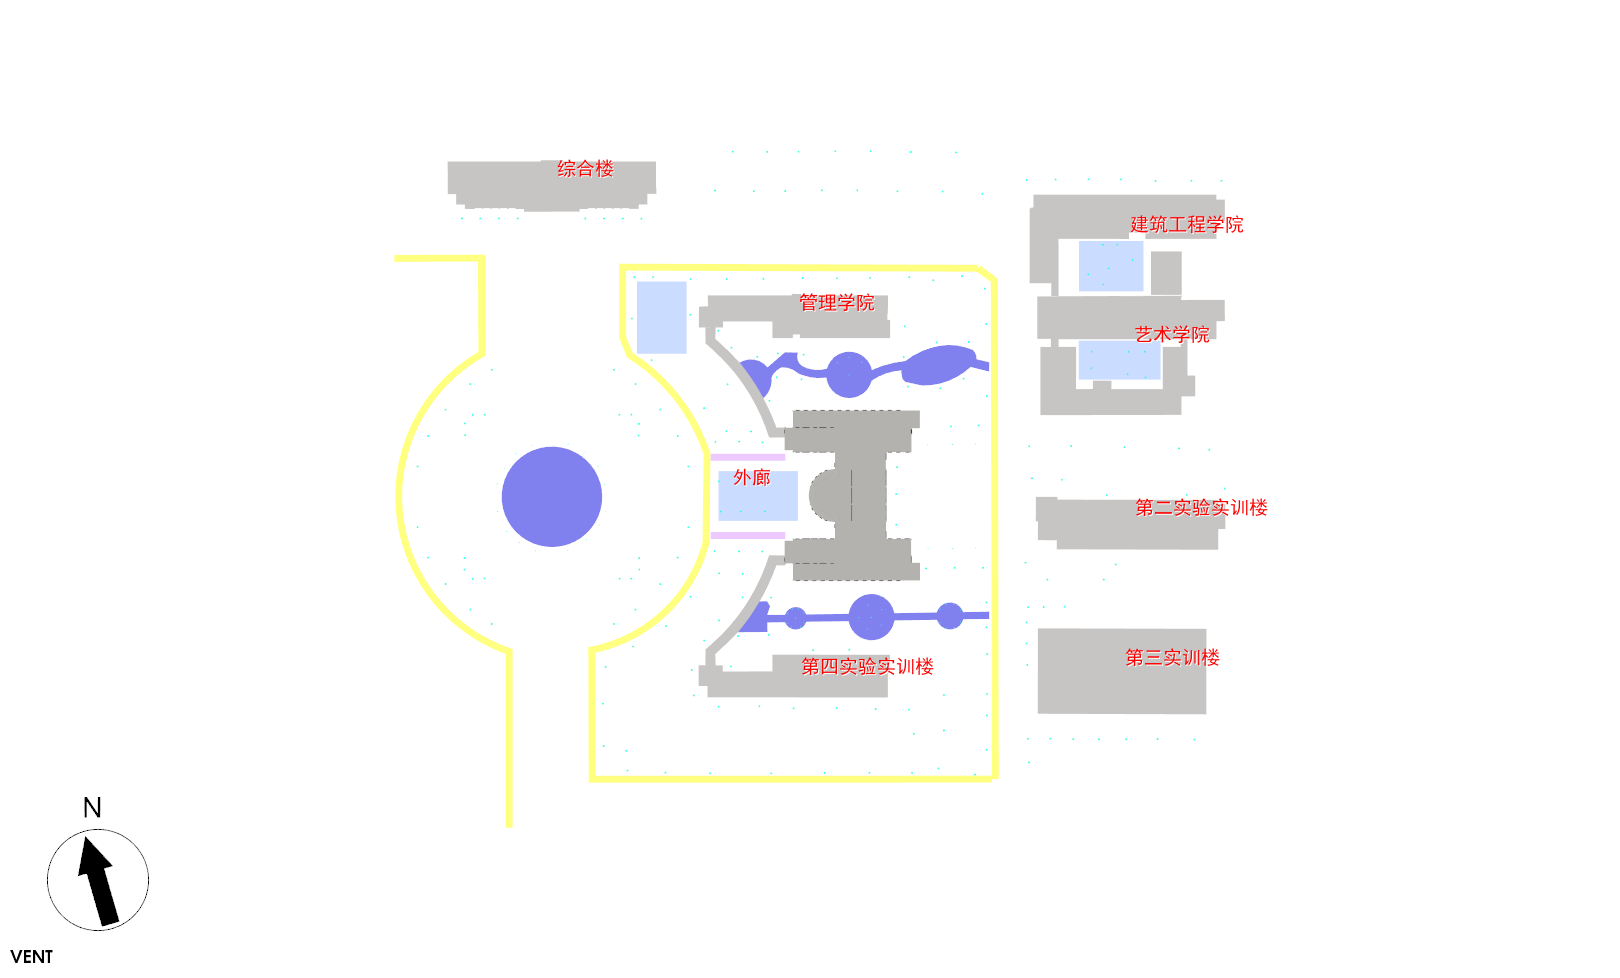 综合楼
建筑工程学院
管理学院
艺术学院
外廊
第二实验实训楼
第三实训楼
第四实验实训楼
N
VENT